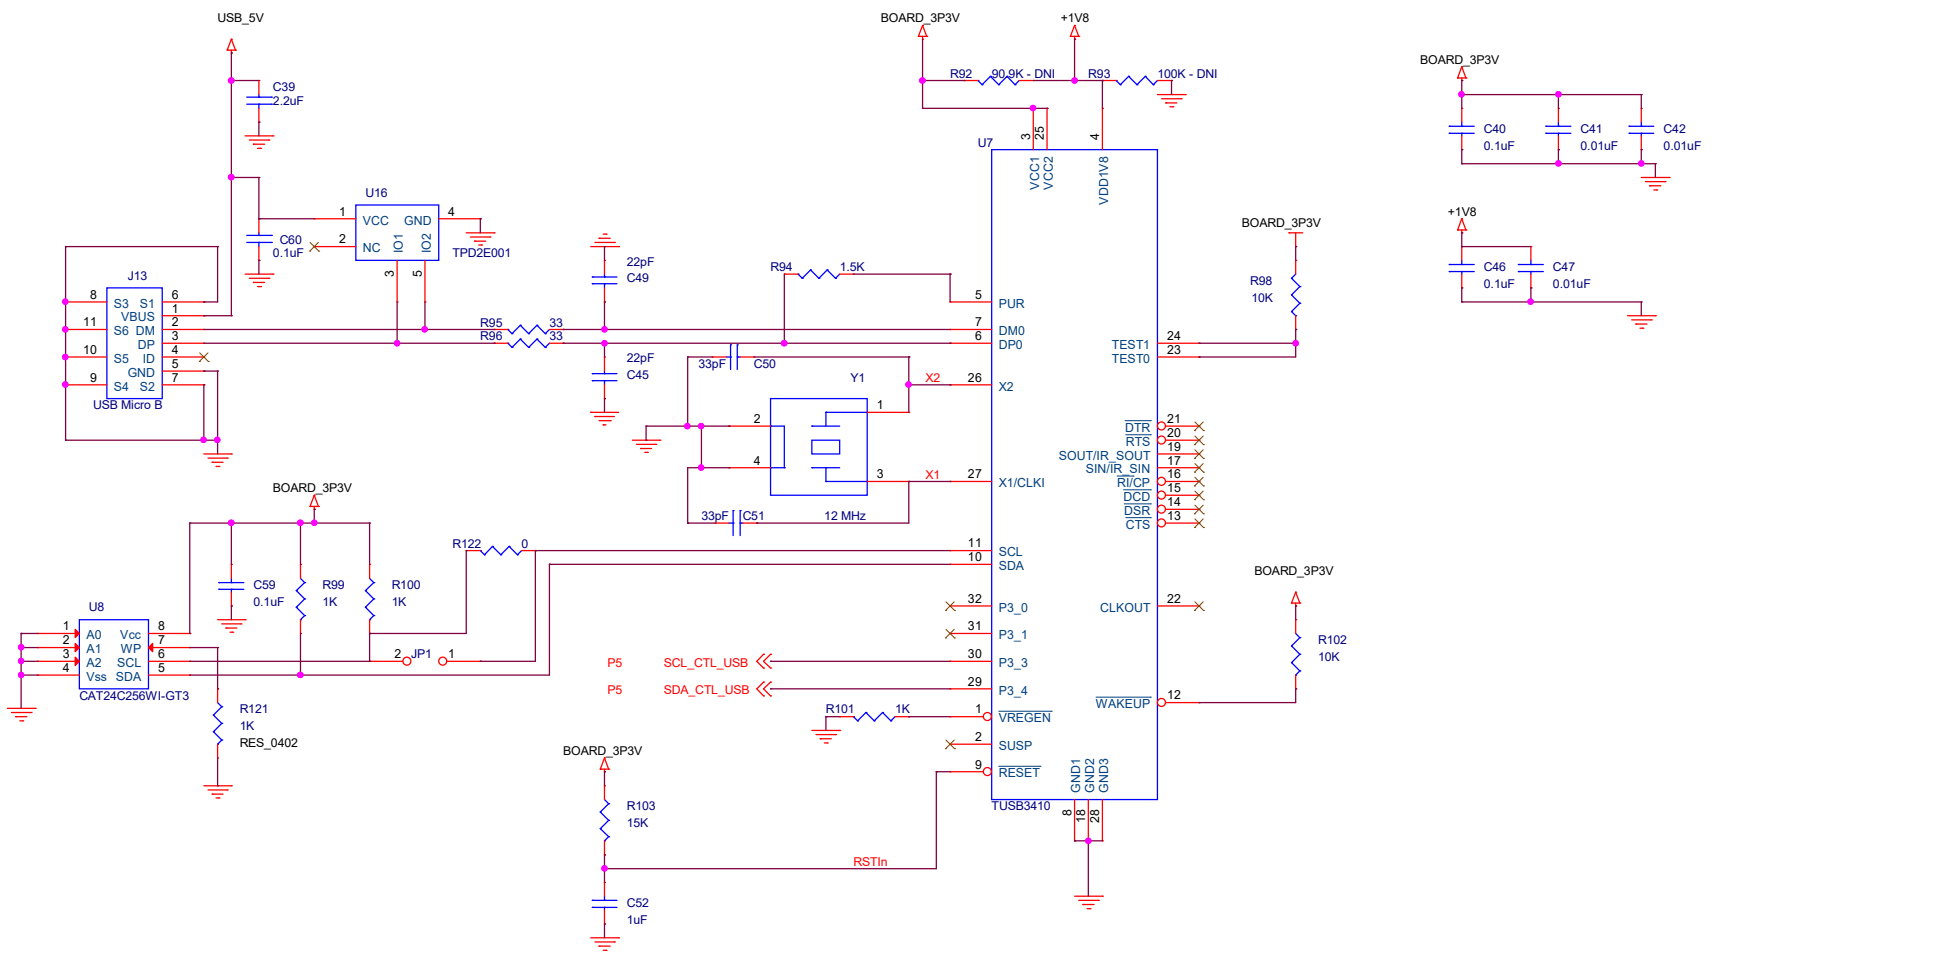 USB_5V
C39
2.2uF
U16
1
VCC
GND
4
2
NC
IO1
IO2
TPD2E001
3
5
C60
0.1uF
J13
8
S3
S1
6
VBUS
1
11
S6
DM
2
DP
3
10
S5
ID
4
GND
5
9
S4
S2
7
USB Micro B
22pF
C49
R95
33
R96
33
22pF
C45
R94
1.5K
33pF
C50
Y1
X2
1
2
4
3
X1
33pF
C51
12 MHz
BOARD_3P3V
+1V8
R92
90.9K - DNI
R93
100K - DNI
U7
3
25
4
VCC1
VCC2
VDD1V8
5
PUR
7
DM0
6
DP0
26
X2
27
X1/CLKI
11
SCL
10
SDA
32
P3_0
31
P3_1
30
P3_3
29
P3_4
1
VREGEN
2
SUSP
9
RESET
TEST1
24
TEST0
23
DTR
21
RTS
20
SOUT/IR_SOUT
19
SIN/IR_SIN
17
RI/CP
16
DCD
15
DSR
14
CTS
13
CLKOUT
22
WAKEUP
12
GND1
GND2
GND3
8
18
28
TUSB3410
BOARD_3P3V
R98
10K
BOARD_3P3V
R102
10K
BOARD_3P3V
C40
0.1uF
C41
0.01uF
C42
0.01uF
+1V8
C46
0.1uF
C47
0.01uF
BOARD_3P3V
R122
0
C59
0.1uF
R99
1K
R100
1K
U8
1
A0
Vcc
8
2
A1
WP
7
3
A2
SCL
6
4
Vss
SDA
5
CAT24C256WI-GT3
2
JP1
1
R121
1K
RES_0402
P5
SCL_CTL_USB
P5
SDA_CTL_USB
R101
1K
BOARD_3P3V
R103
15K
RSTIn
C52
1uF